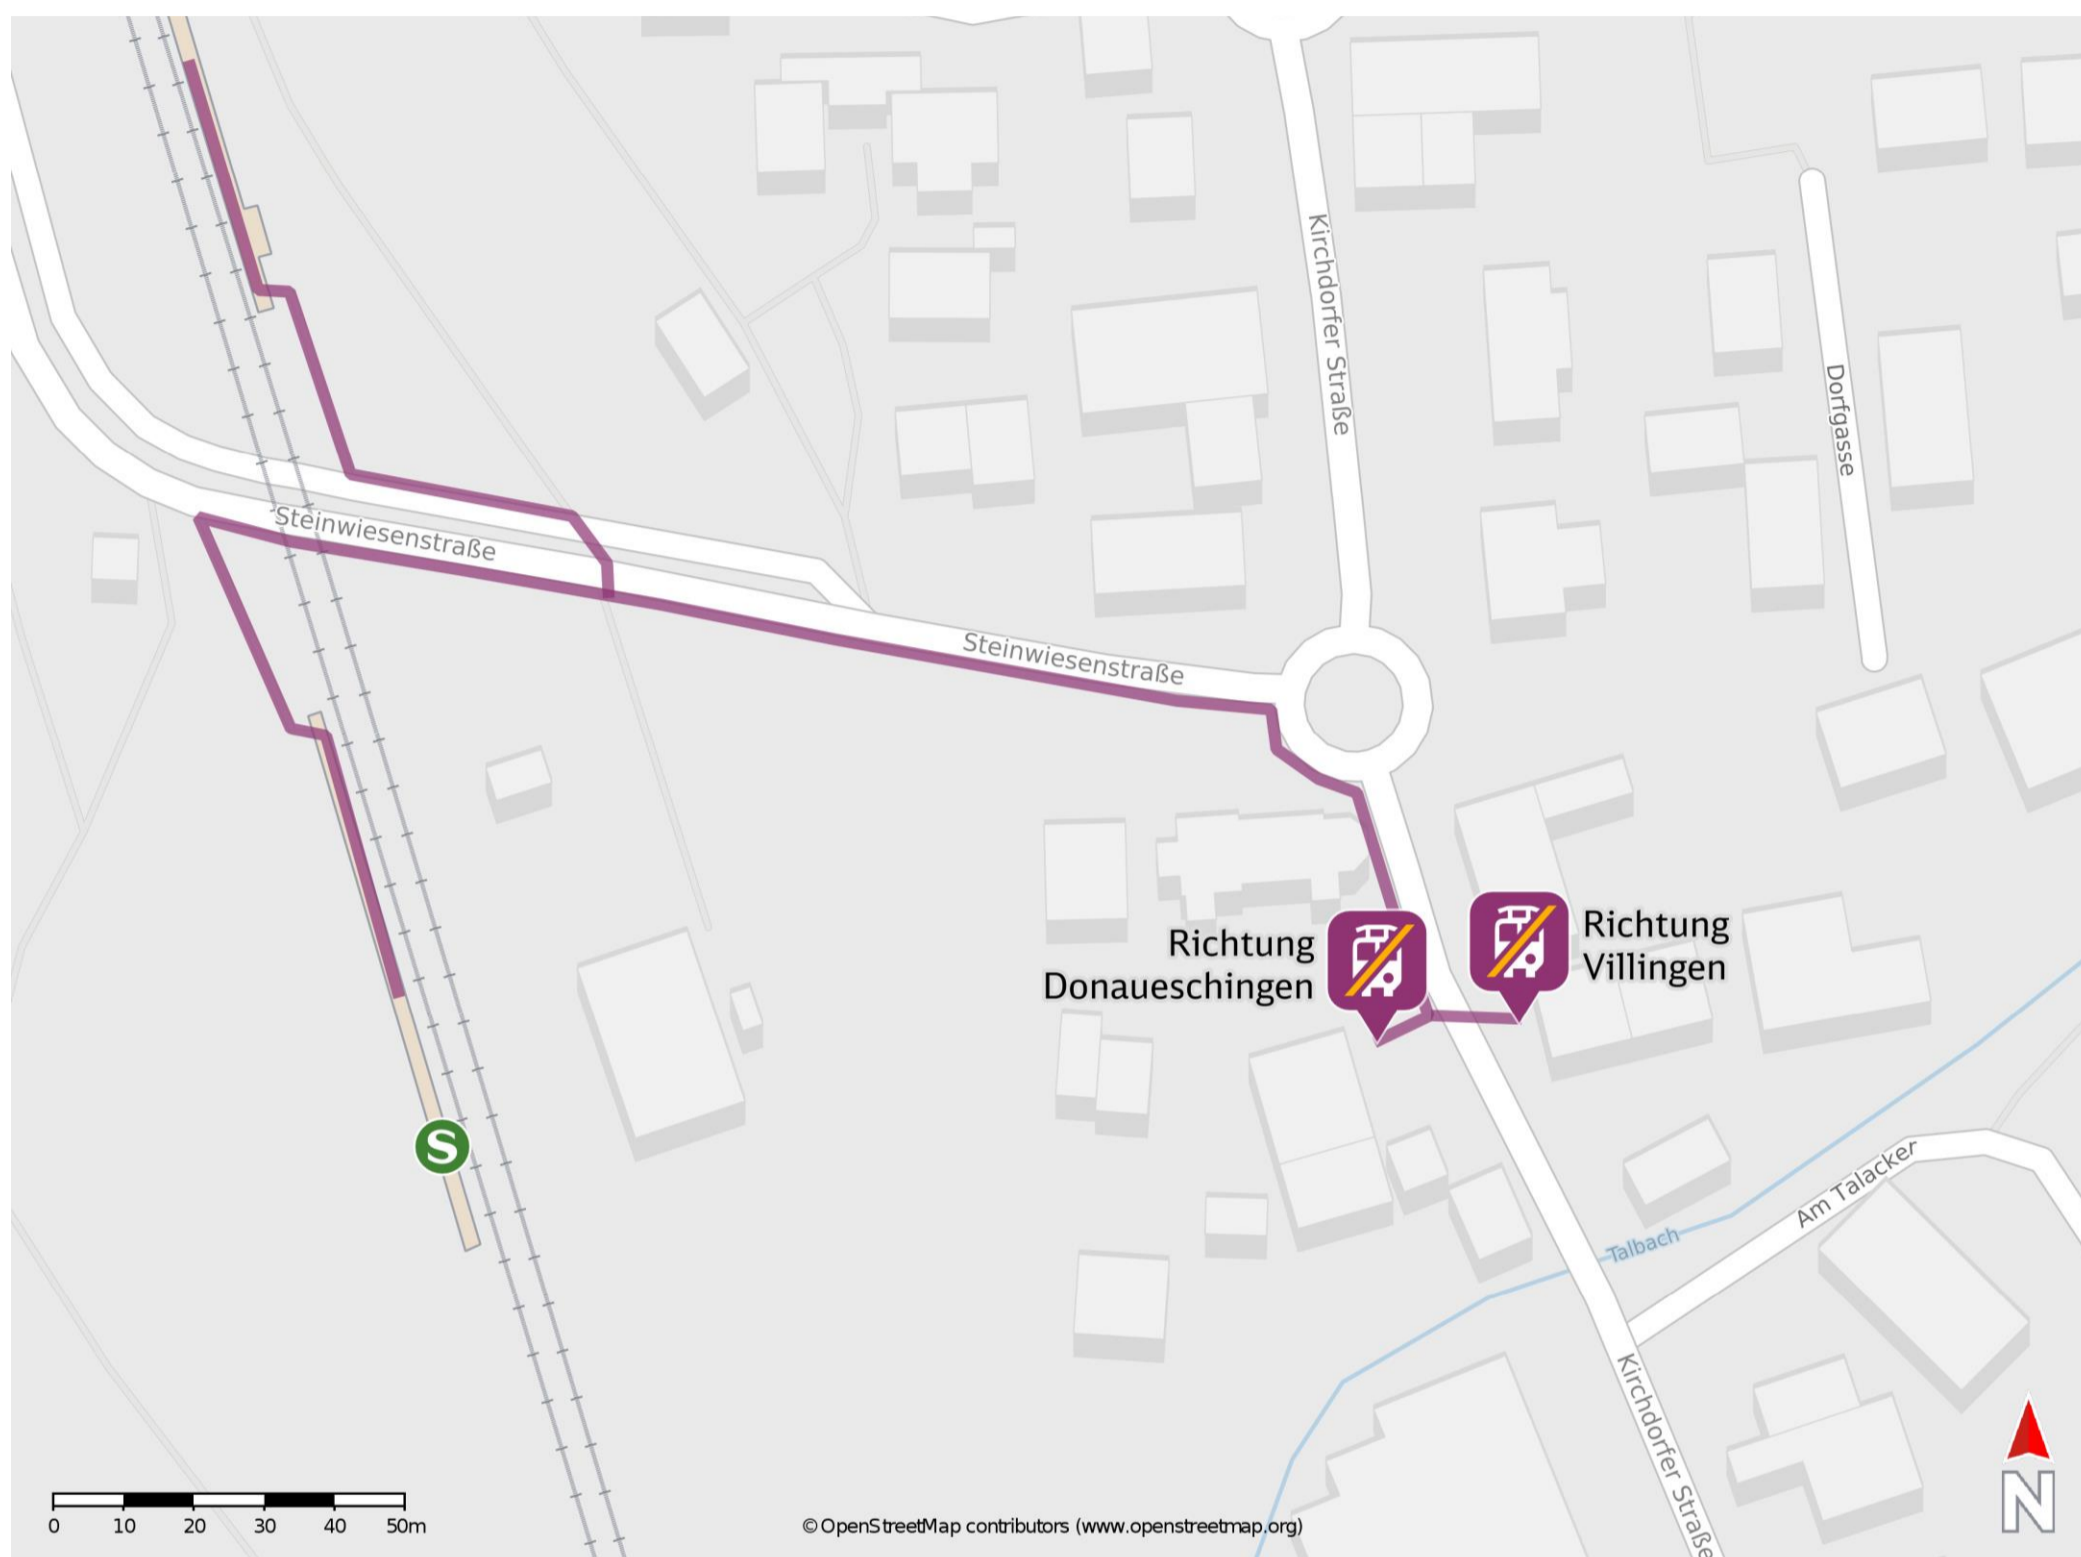 Kirchdorfer Straße
Dorfgasse
Steinwiesenstraße
Steinwiesenstraße
Richtung
Donaueschingen
Richtung
Villingen
S
Am Talacker
Talbach
Kirchdorfer Straße
0 10 20 30 40 50m
© OpenStreetMap contributors (www.openstreetmap.org)
N